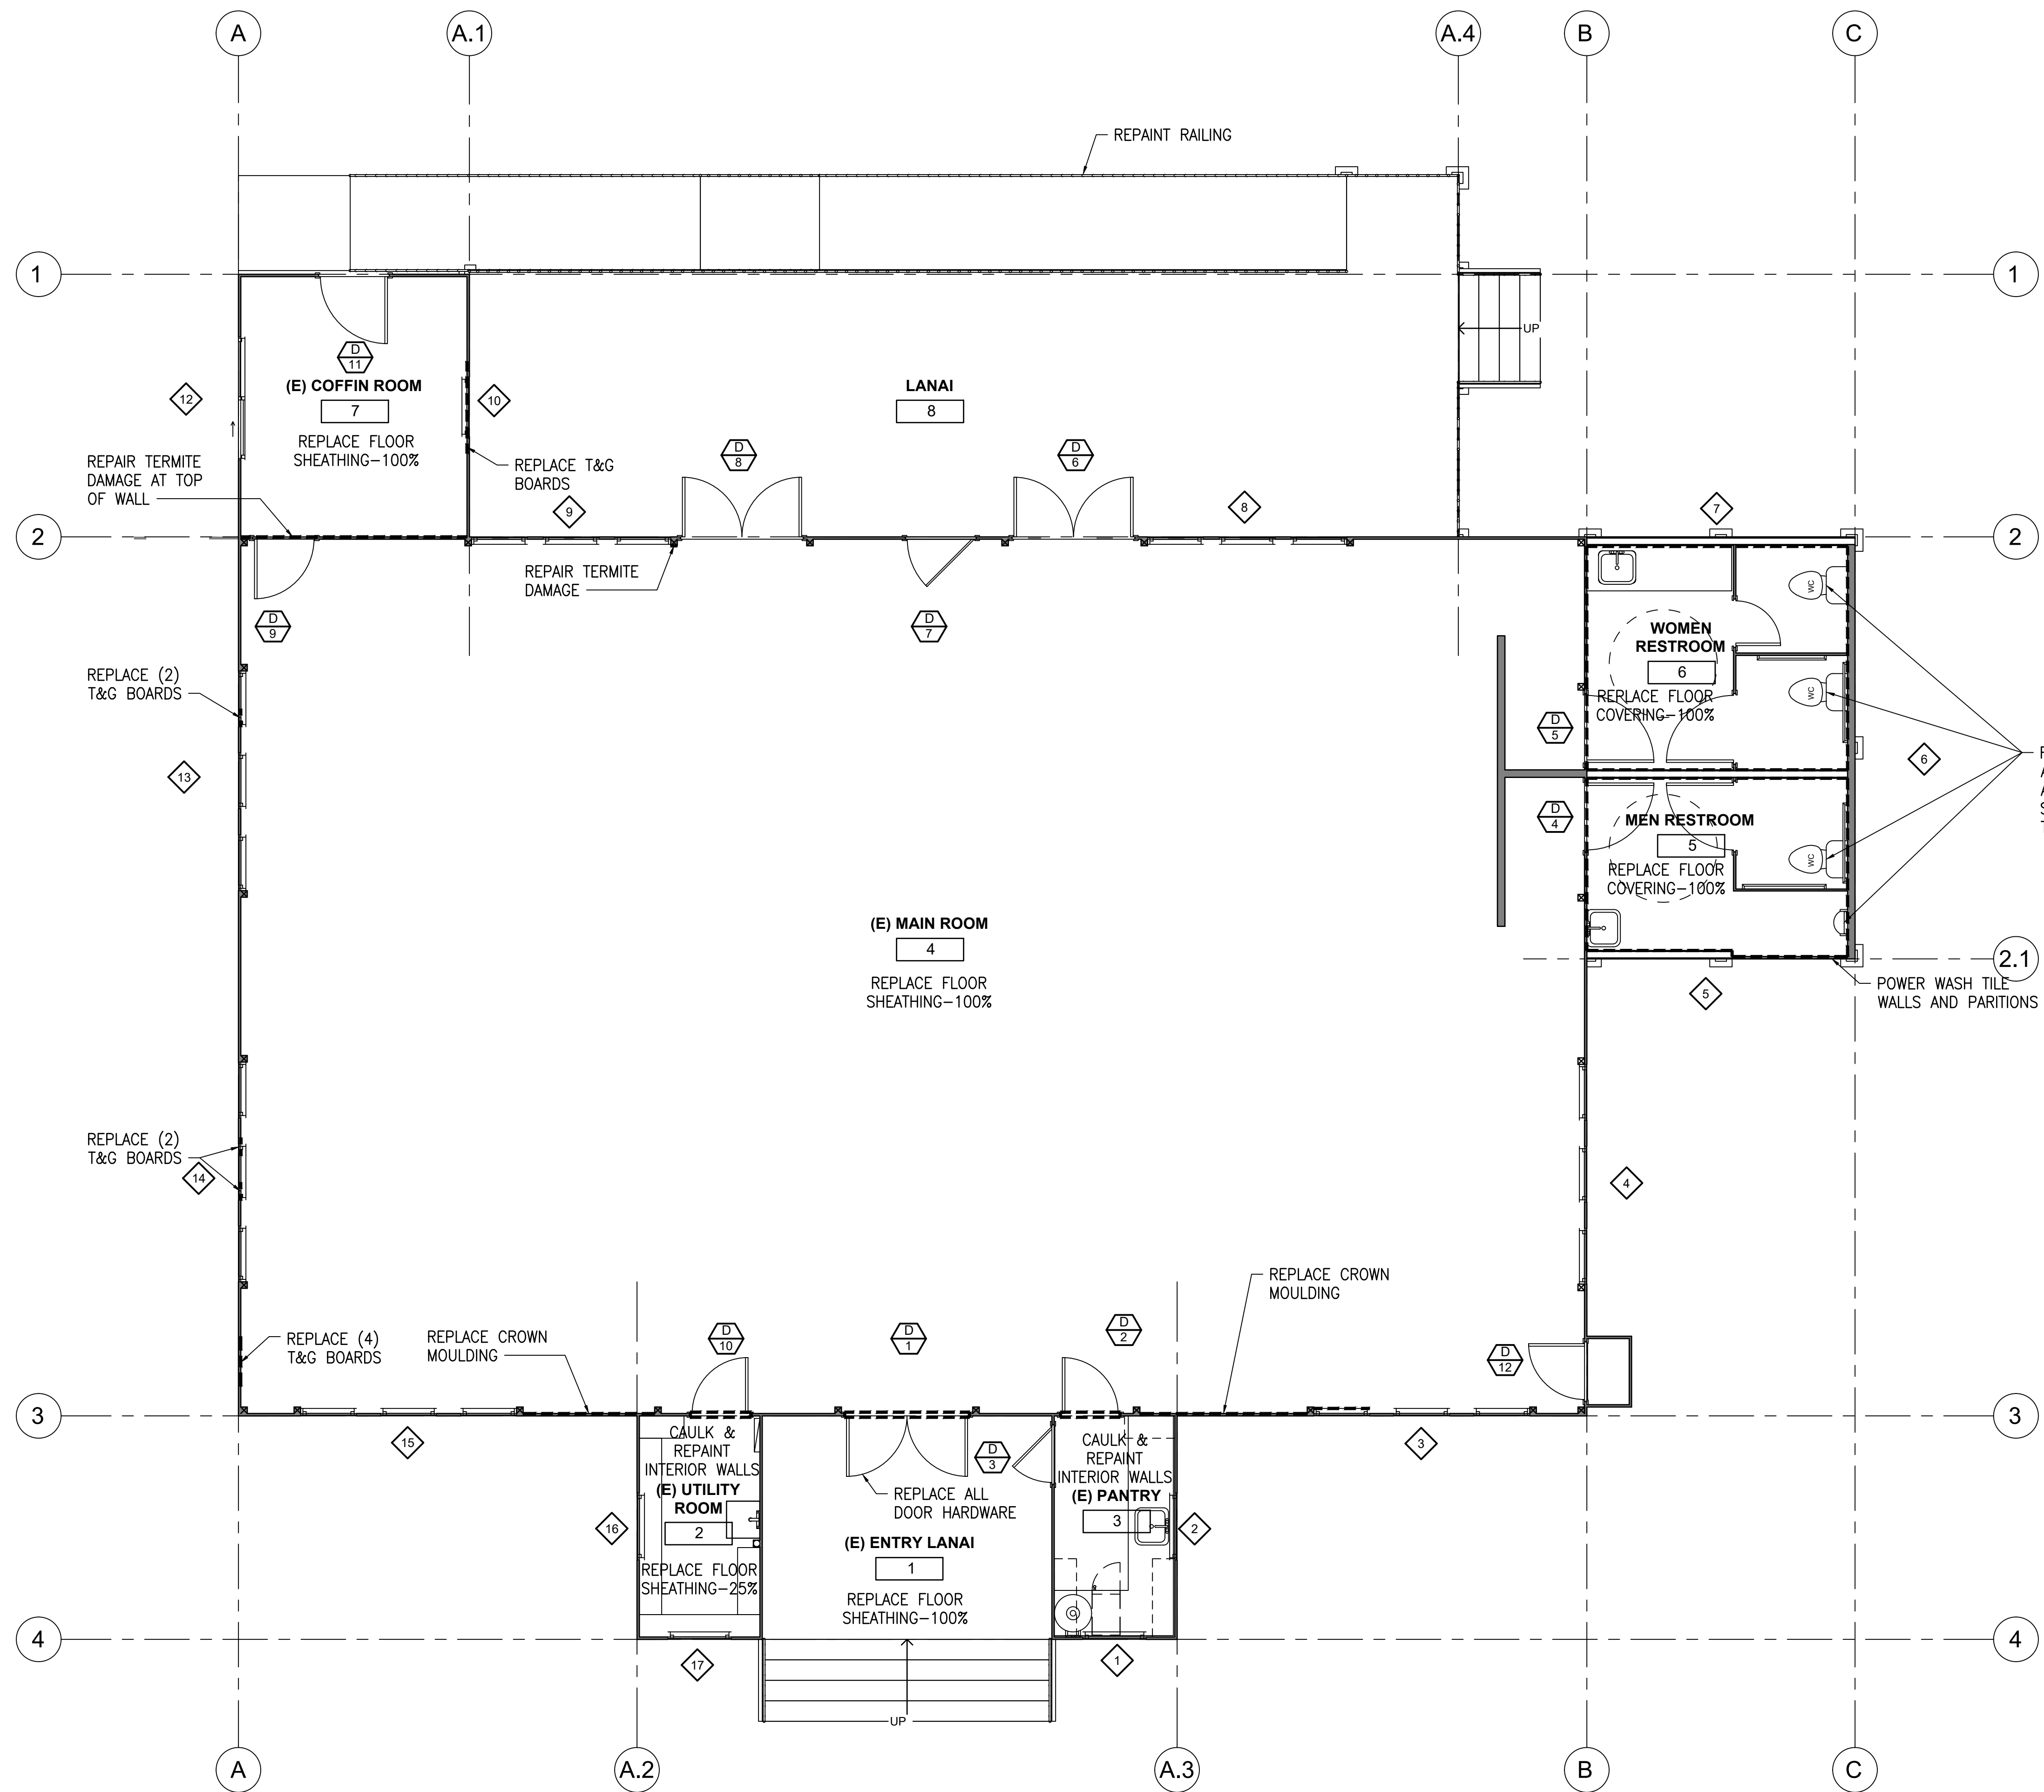 A
A.1
A.4
B
C
REPAINT RAILING
1
1
UP
D
11
(E) COFFIN ROOM
7
REPLACE FLOOR
SHEATHING-100%
12
10
LANAI
8
REPAIR TERMITE
DAMAGE AT TOP
OF WALL
REPLACE T&G
BOARDS
D
8
D
6
9
8
7
2
2
REPAIR TERMITE
DAMAGE
D
9
D
7
WOMEN
RESTROOM
6
REPLACE FLOOR
COVERING-100%
WC
WC
REPLACE (2)
T&G BOARDS
D
5
13
6
D
4
MEN RESTROOM
5
REPLACE FLOOR
COVERING-100%
WC
(E) MAIN ROOM
4
REPLACE FLOOR
SHEATHING-100%
2.1
5
POWER WASH TILE
WALLS AND PARITIONS
REPLACE (2)
T&G BOARDS
14
4
REPLACE CROWN
MOULDING
REPLACE (4)
T&G BOARDS
REPLACE CROWN
MOULDING
D
10
D
1
D
2
D
12
3
3
15
3
CAULK &
REPAINT
INTERIOR WALLS
(E) UTILITY
ROOM
2
REPLACE FLOOR
SHEATHING-25%
16
D
3
REPLACE ALL
DOOR HARDWARE
(E) ENTRY LANAI
1
REPLACE FLOOR
SHEATHING-100%
CAULK &
REPAINT
INTERIOR WALLS
(E) PANTRY
3
2
4
4
17
1
UP
A
A.2
A.3
B
C